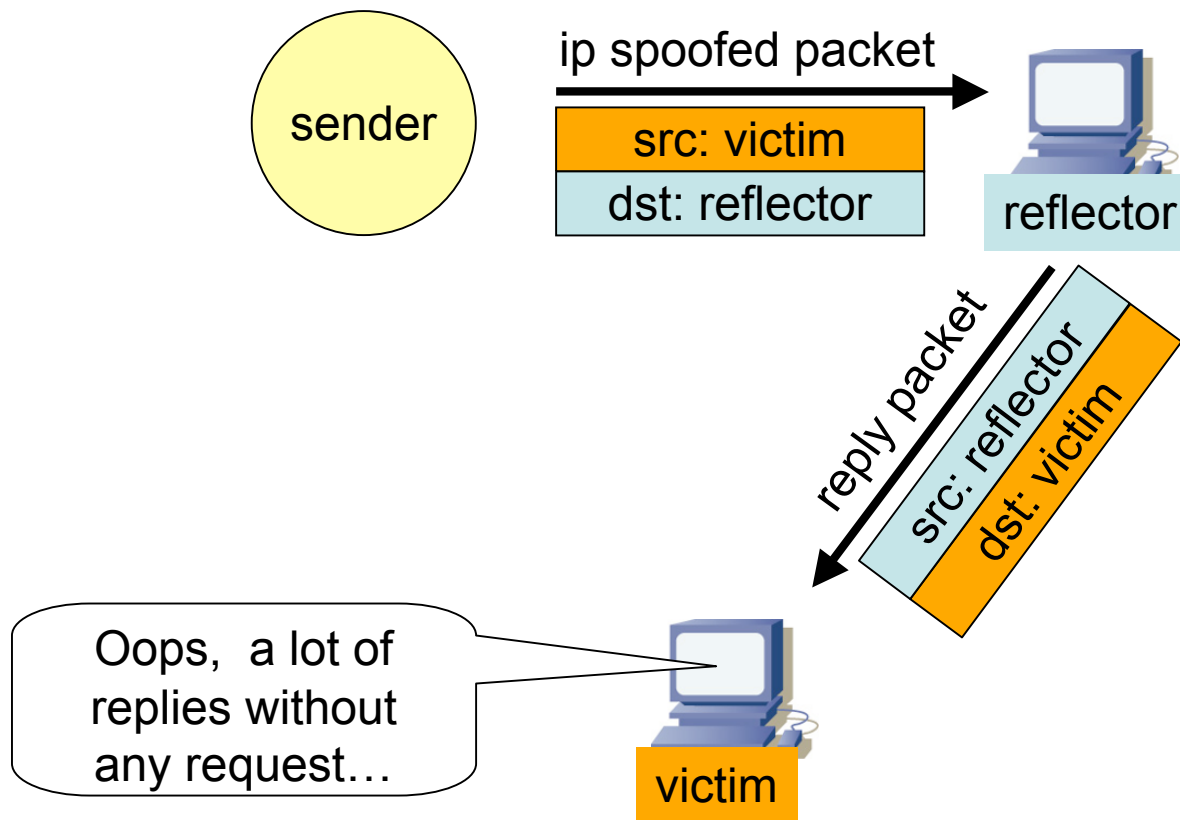 ip spoofed packet
sender
src: victim
dst: reflector
reflector
reply packet
src: reflector
dst: victim
Oops, a lot of
replies without
any request…
victim